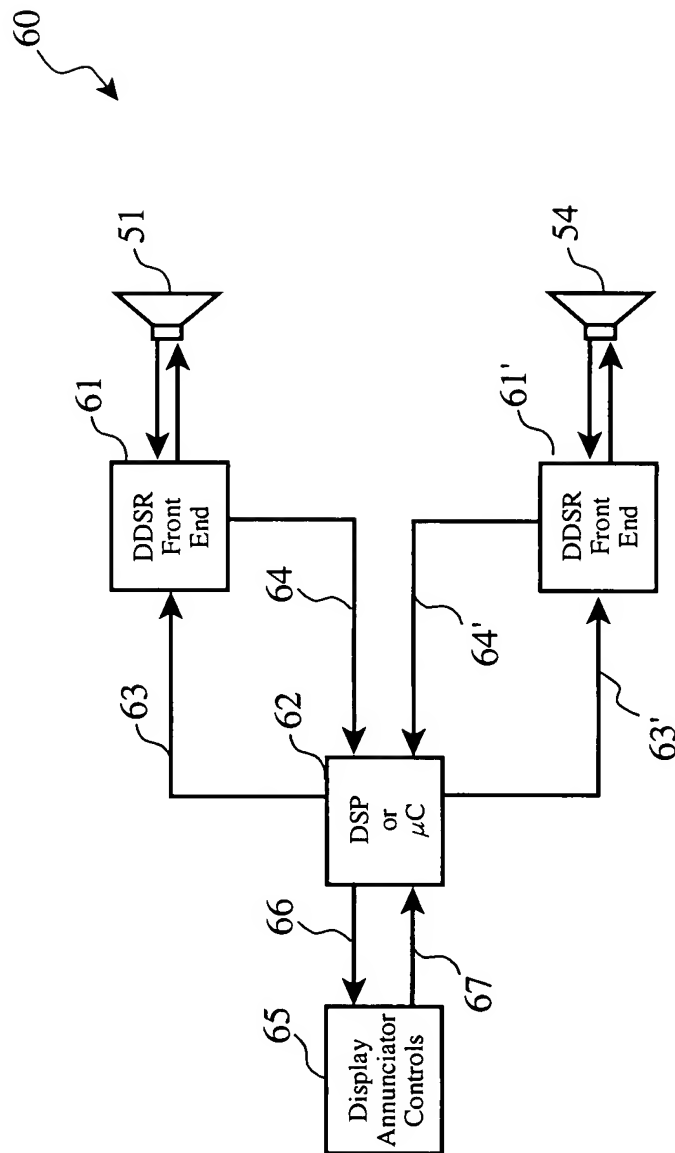 60
51
61
DDSR
Front
End
63
64
62
DSP
or
μC
66
65
Display
Annunciator
Controls
67
64'
61'
DDSR
Front
End
54
63'